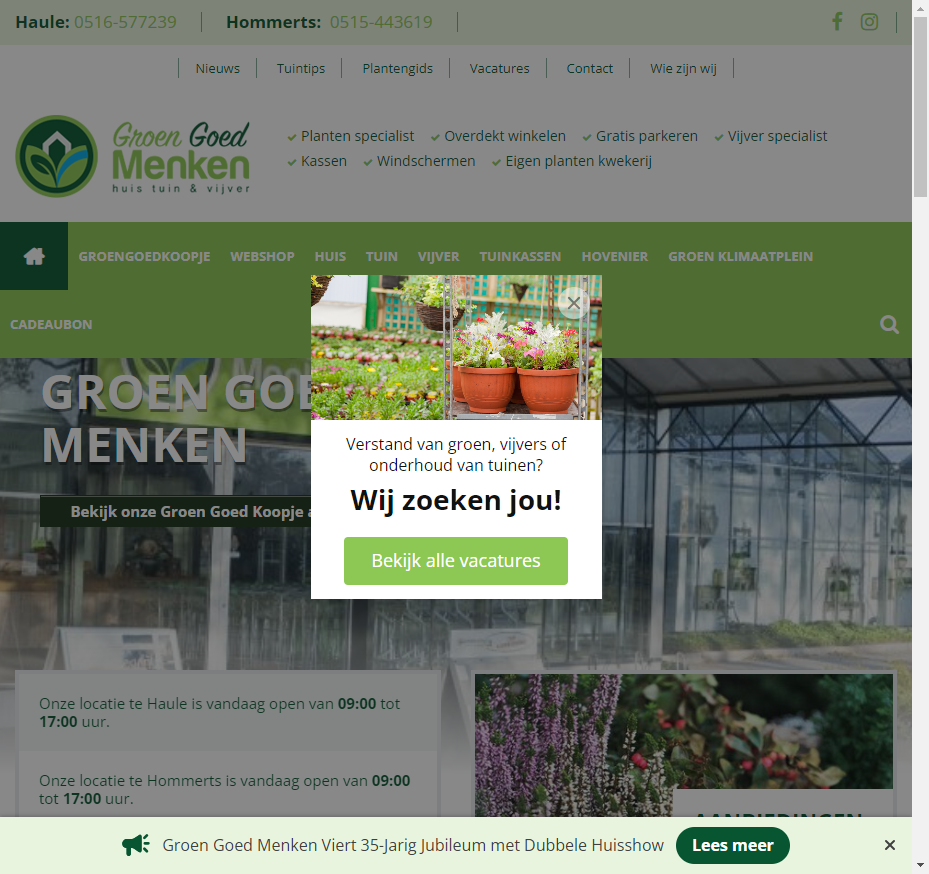 Haule: 0516-577239 Hommerts: 0515-443619
Nieuws Tuintips Plantengids Vacatures Contact Wie zijn wij
Groen Goed
Menken
huis tuin & vijver
Planten specialist Overdekt winkelen Gratis parkeren Vijver specialist
Kassen Windschermen Eigen planten kwekerij
GROENGOEDKOOPJE WEBSHOP HUIS TUIN VIJVER TUINKASSEN HOVENIER GROEN KLIMAATPLEIN
CADEAUBON
GROEN GOE
MENKEN
Bekijk onze Groen Goed Koopje
Verstand van groen, vijvers of
onderhoud van tuinen?
Wij zoeken jou!
Bekijk alle vacatures
Onze locatie te Haule is vandaag open van 09:00 tot
17:00 uur.
Onze locatie te Hommerts is vandaag open van 09:00
tot 17:00 uur.
AANBIEDINGEN
Groen Goed Menken Viert 35-Jarig Jubileum met Dubbele Huisshow Lees meer